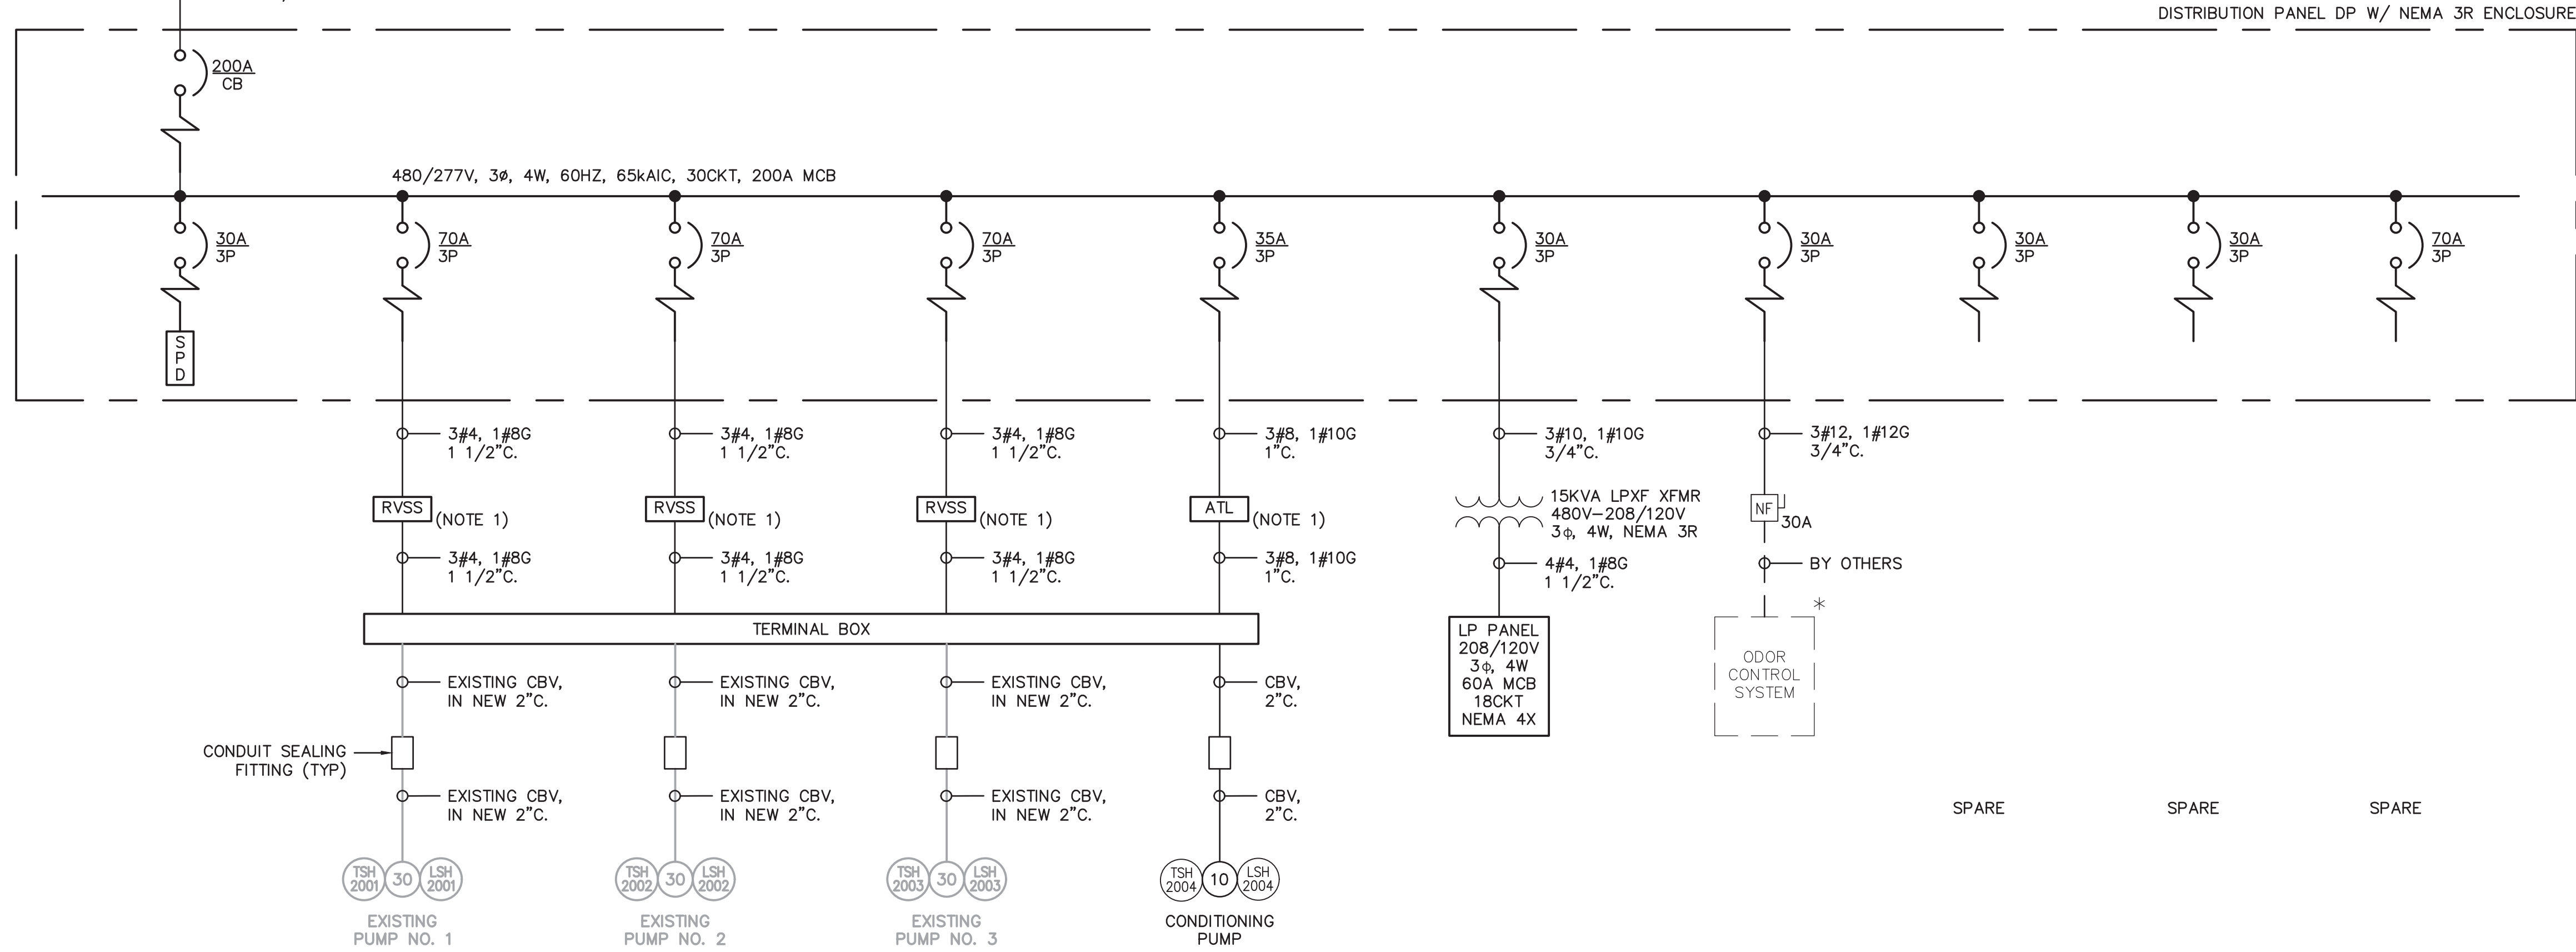 DISTRIBUTION PANEL DP W/ NEMA 3R ENCLOSURE
200A
CB
480/277V, 3ø, 4W, 60HZ, 65kAIC, 30CKT, 200A MCB
30A
3P
70A
3P
70A
3P
70A
3P
35A
3P
30A
3P
30A
3P
30A
3P
30A
3P
70A
3P
S
P
D
3#4, 1#8G
1 1/2"C.
3#4, 1#8G
1 1/2"C.
3#4, 1#8G
1 1/2"C.
3#8, 1#10G
1"C.
3#10, 1#10G
3/4"C.
3#12, 1#12G
3/4"C.
RVSS
(NOTE 1)
RVSS
(NOTE 1)
RVSS
(NOTE 1)
ATL
(NOTE 1)
15KVA LPXF XFMR
480V-208/120V
3φ, 4W, NEMA 3R
NF
30A
3#4, 1#8G
1 1/2"C.
3#4, 1#8G
1 1/2"C.
3#4, 1#8G
1 1/2"C.
3#8, 1#10G
1"C.
4#4, 1#8G
1 1/2"C.
BY OTHERS
*
TERMINAL BOX
LP PANEL
208/120V
3φ, 4W
60A MCB
18CKT
NEMA 4X
ODOR
CONTROL
SYSTEM
EXISTING CBV,
IN NEW 2"C.
EXISTING CBV,
IN NEW 2"C.
EXISTING CBV,
IN NEW 2"C.
CBV,
2"C.
CONDUIT SEALING
FITTING (TYP)
EXISTING CBV,
IN NEW 2"C.
EXISTING CBV,
IN NEW 2"C.
EXISTING CBV,
IN NEW 2"C.
CBV,
2"C.
SPARE
SPARE
SPARE
TSH
2001
30
LSH
2001
TSH
2002
30
LSH
2002
TSH
2003
30
LSH
2003
TSH
2004
10
LSH
2004
EXISTING
PUMP NO. 1
EXISTING
PUMP NO. 2
EXISTING
PUMP NO. 3
CONDITIONING
PUMP